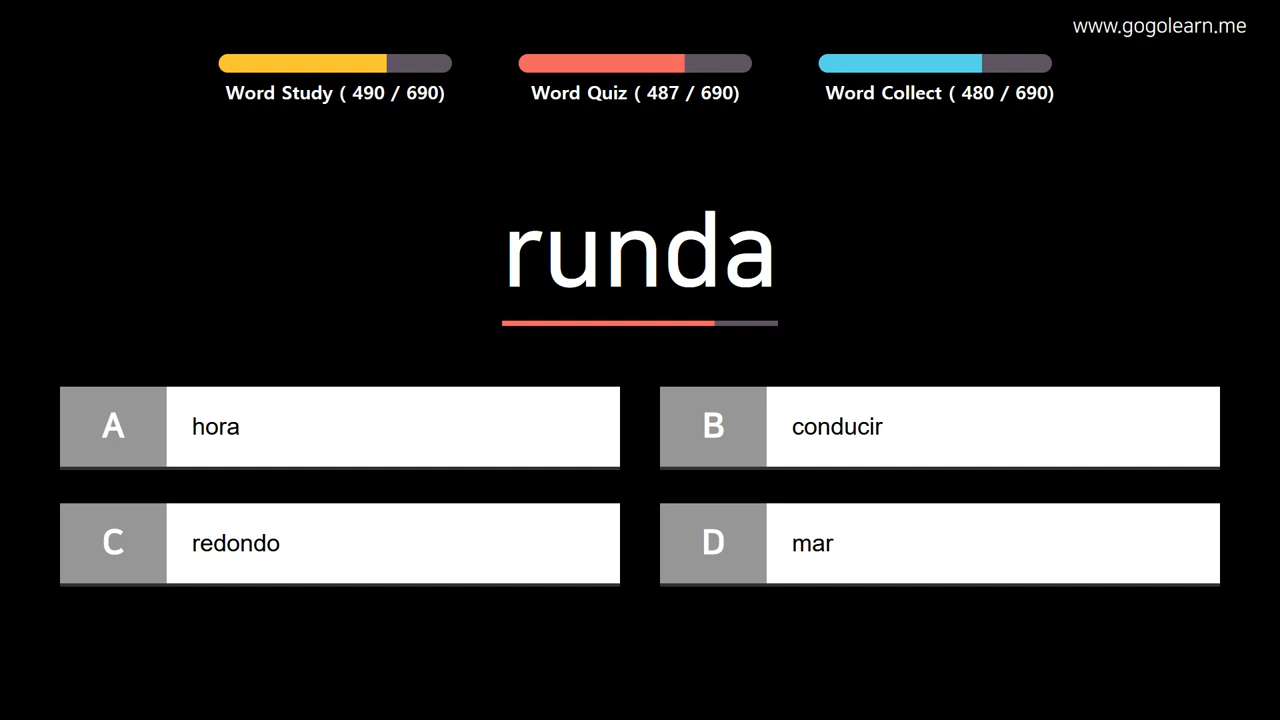 www.gogolearn.me
Word Study ( 490 / 690)
Word Quiz ( 487 / 690)
Word Collect ( 480 / 690)
runda
A hora
B conducir
C redondo
D mar